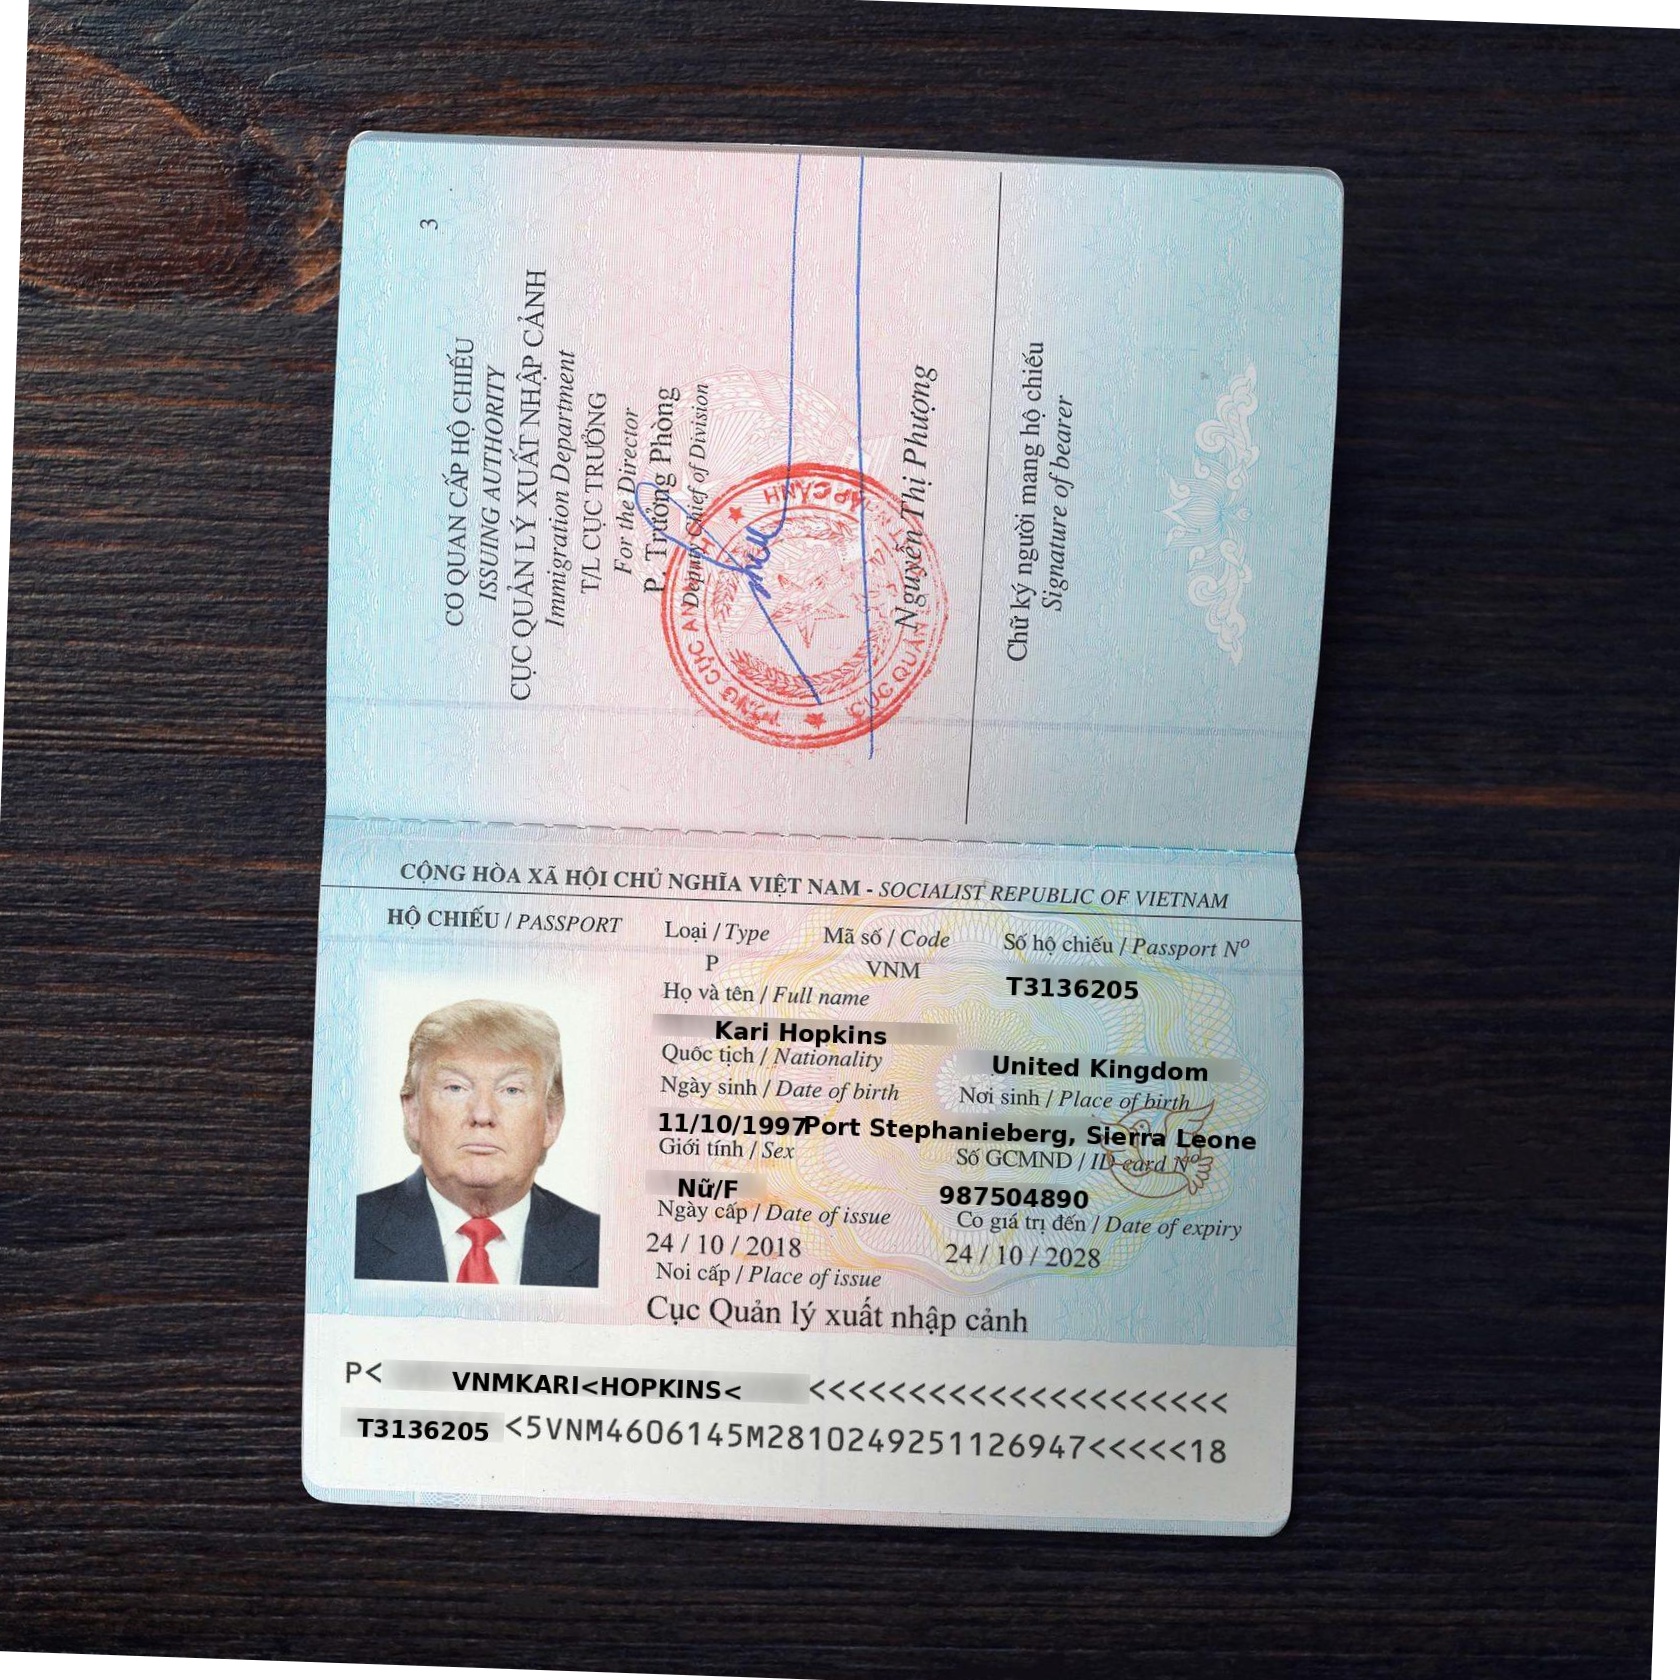 3
CƠ QUAN CẤP HỘ CHIẾU
ISSUING AUTHORITY
CỤC QUẢN LÝ XUẤT NHẬP CẢNH
Immigration Department
T/L CỤC TRƯỞNG
For the Director
P. Trưởng Phòng
Deputy Chief of Division
Nguyễn Thị Phượng
Chữ ký người mang hộ chiếu
Signature of bearer
CỘNG HÒA XÃ HỘI CHỦ NGHĨA VIỆT NAM - SOCIALIST REPUBLIC OF VIETNAM
HỘ CHIẾU / PASSPORT
Loại / Type Mã số / Code Số hộ chiếu / Passport Nº
P VNM T3136205
Họ và tên / Full name
Kari Hopkins
Quốc tịch / Nationality United Kingdom
Ngày sinh / Date of birth Nơi sinh / Place of birth
11/10/1997 Port Stephanieberg, Sierra Leone
Giới tính / Sex Số GCMND / ID card Nº
Nữ/F 987504890
Ngày cấp / Date of issue Có giá trị đến / Date of expiry
24 / 10 / 2018 24 / 10 / 2028
Noi cấp / Place of issue
Cục Quản lý xuất nhập cảnh
P< VNMKARI<HOPKINS< <<<<<<<<<<<<<<<<<<<<<
T3136205 <5VNM4606145M2810249251126947<<<<<18